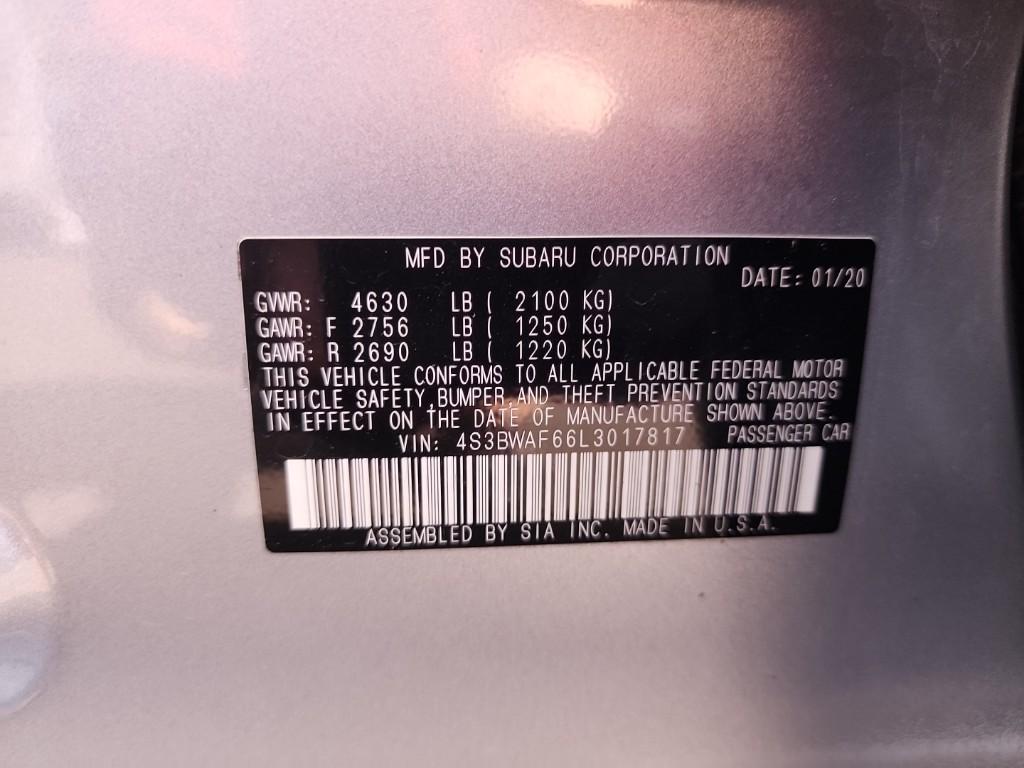 MFD BY SUBARU CORPORATION
DATE: 01/20
GVWR: 4630 LB ( 2100 KG)
GAWR: F 2756 LB ( 1250 KG)
GAWR: R 2690 LB ( 1220 KG)
THIS VEHICLE CONFORMS TO ALL APPLICABLE FEDERAL MOTOR
VEHICLE SAFETY,BUMPER,AND THEFT PREVENTION STANDARDS
IN EFFECT ON THE DATE OF MANUFACTURE SHOWN ABOVE.
VIN: 4S3BWAF66L3017817 PASSENGER CAR
ASSEMBLED BY SIA INC. MADE IN U.S.A.